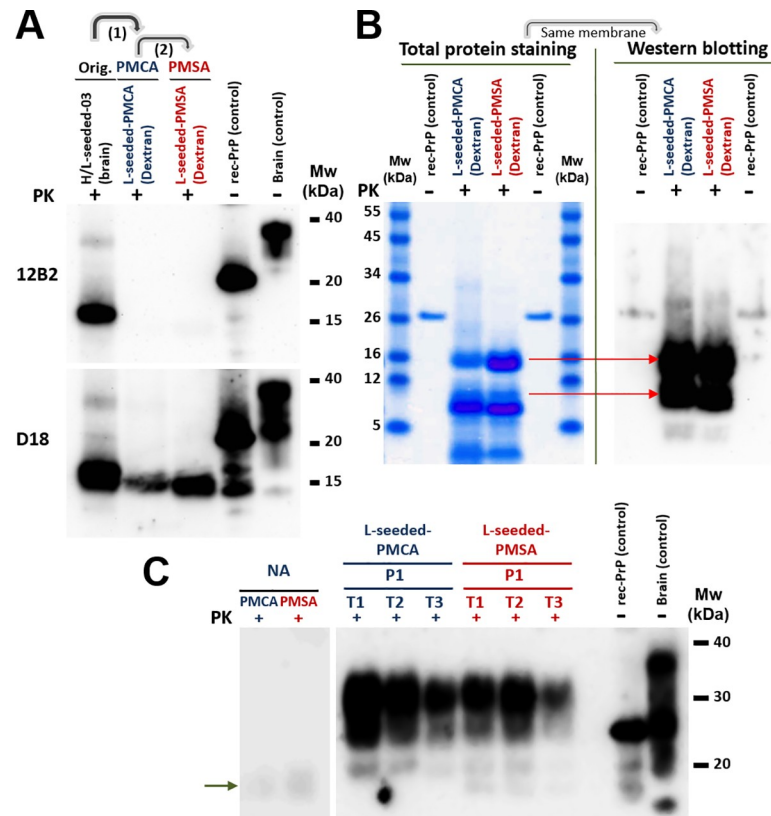 A
(1)
(2)
Orig. PMCA PMSA
H/L-seeded-03
(brain)
L-seeded-PMCA
(Dextran)
L-seeded-PMSA
(Dextran)
rec-PrP (control)
Brain (control)
Mw
(kDa)
PK + + + - -
12B2
40
20
15
D18
40
20
15
B
Same membrane
Total protein staining
Western blotting
Mw
(kDa)
rec-PrP (control)
L-seeded-PMCA
(Dextran)
L-seeded-PMSA
(Dextran)
rec-PrP (control)
Mw
(kDa)
rec-PrP (control)
L-seeded-PMCA
(Dextran)
L-seeded-PMSA
(Dextran)
rec-PrP (control)
PK - + + - - + + -
55
45
34
26
16
12
5
C
NA
PMCA PMSA
L-seeded-
PMCA
P1
T1 T2 T3
L-seeded-
PMSA
P1
T1 T2 T3
rec-PrP (control)
Brain (control)
Mw
(kDa)
PK + + + + + + + + - -
40
30
20